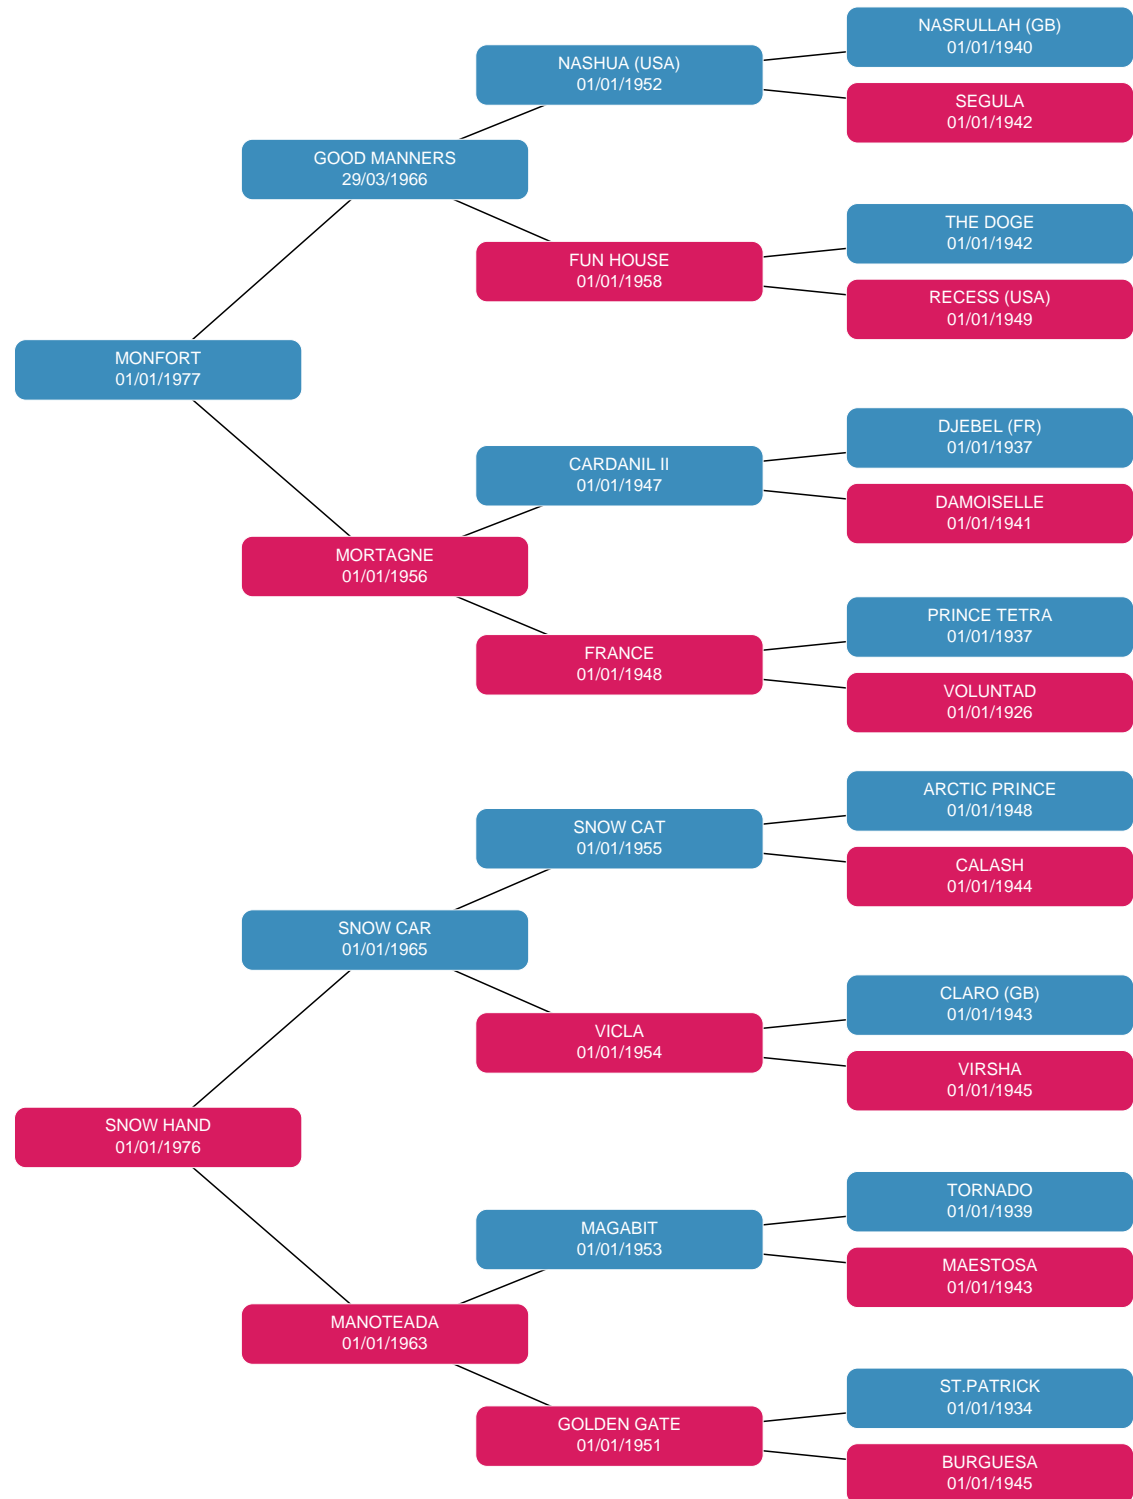 NASRULLAH (GB)
01/01/1940
NASHUA (USA)
01/01/1952
SEGULA
01/01/1942
GOOD MANNERS
29/03/1966
THE DOGE
01/01/1942
FUN HOUSE
01/01/1958
RECESS (USA)
01/01/1949
MONFORT
01/01/1977
DJEBEL (FR)
01/01/1937
CARDANIL II
01/01/1947
DAMOISELLE
01/01/1941
MORTAGNE
01/01/1956
PRINCE TETRA
01/01/1937
FRANCE
01/01/1948
VOLUNTAD
01/01/1926
ARCTIC PRINCE
01/01/1948
SNOW CAT
01/01/1955
CALASH
01/01/1944
SNOW CAR
01/01/1965
CLARO (GB)
01/01/1943
VICLA
01/01/1954
VIRSHA
01/01/1945
SNOW HAND
01/01/1976
TORNADO
01/01/1939
MAGABIT
01/01/1953
MAESTOSA
01/01/1943
MANOTEADA
01/01/1963
ST.PATRICK
01/01/1934
GOLDEN GATE
01/01/1951
BURGUESA
01/01/1945